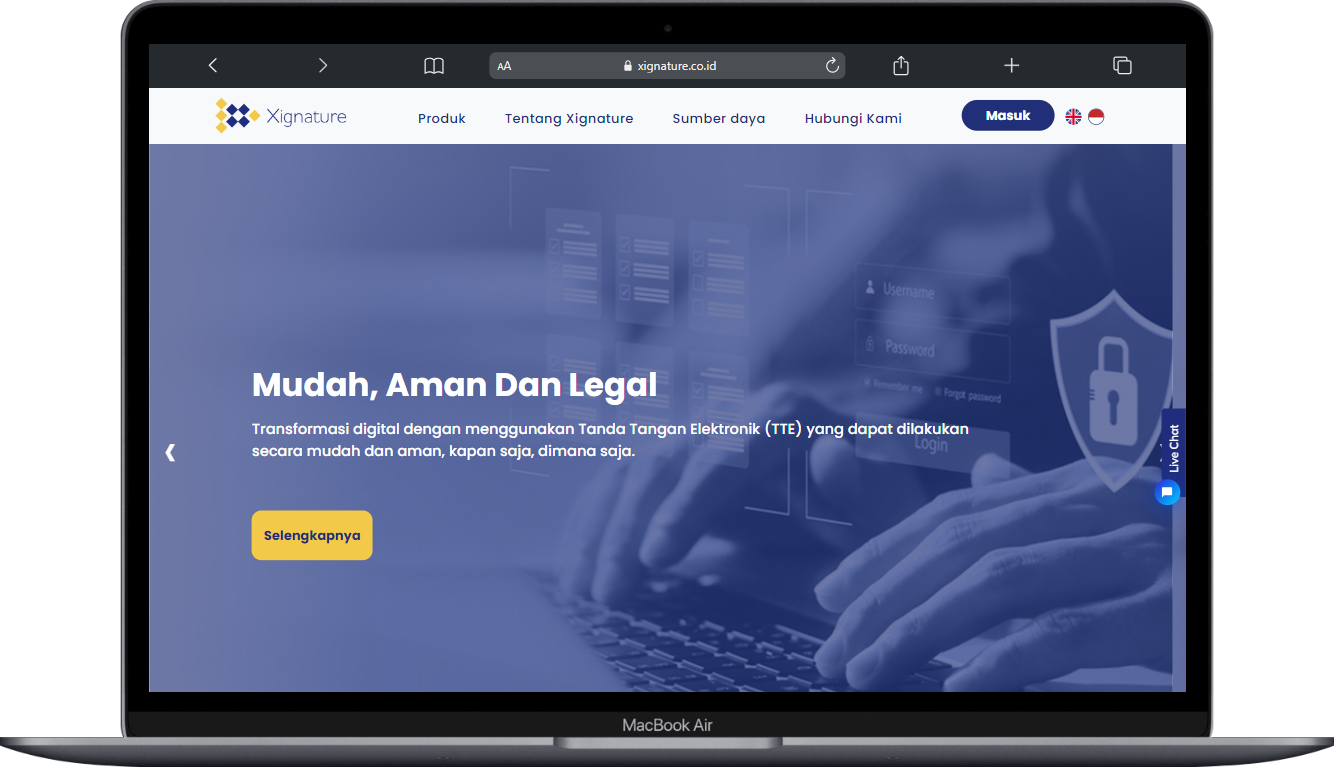 AA
xignature.co.id
Xignature
Produk
Tentang Xignature
Sumber daya
Hubungi Kami
Masuk
Username
Password
Remember me
Forgot password
Login
Mudah, Aman Dan Legal
Transformasi digital dengan menggunakan Tanda Tangan Elektronik (TTE) yang dapat dilakukan
secara mudah dan aman, kapan saja, dimana saja.
Selengkapnya
Live Chat
MacBook Air